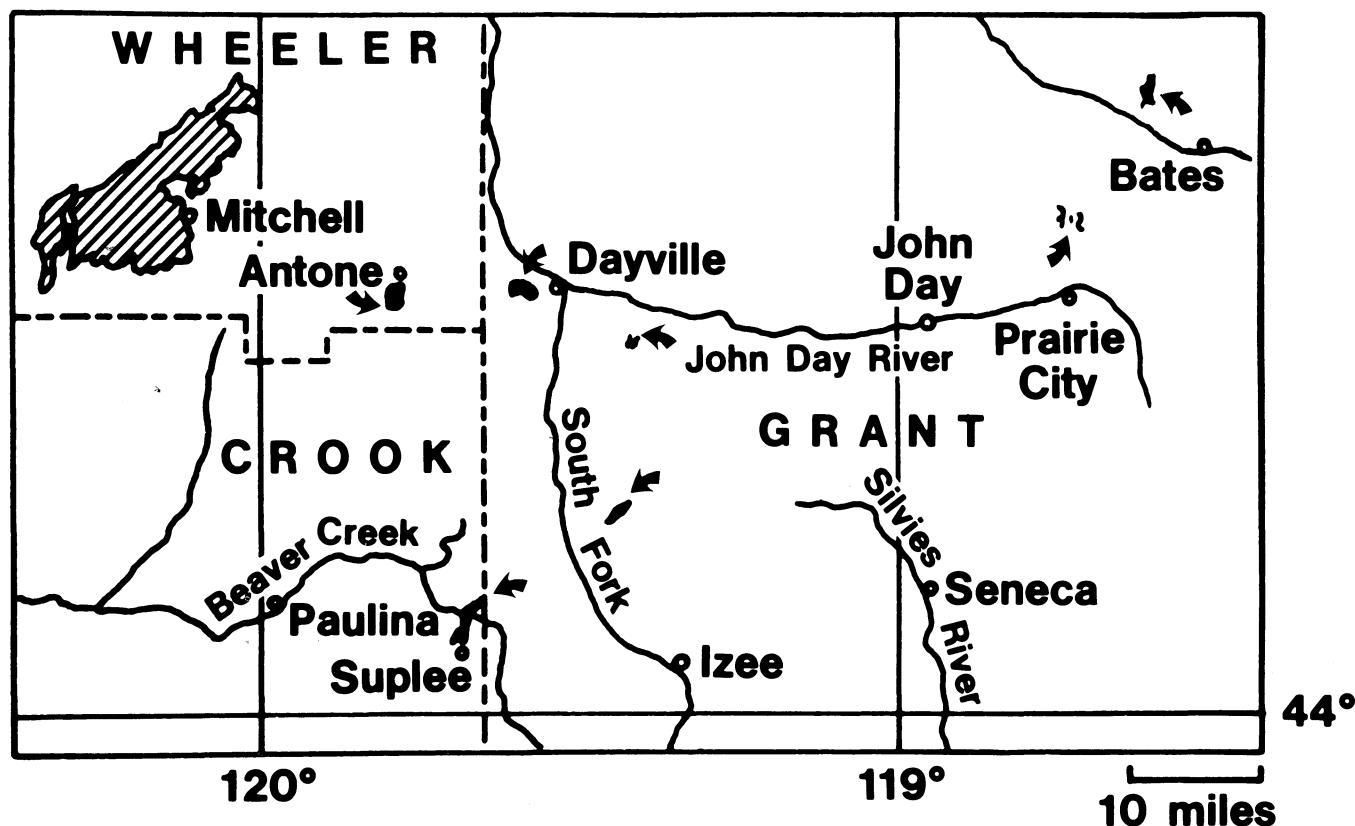 WHEELER
Mitchell
Antone
Dayville
Bates
John
Day
Prairie
City
John Day River
GRANT
CROOK
South
Fork
Silvies
River
Beaver Creek
Paulina
Suplee
Seneca
Izee
44°
120°
119°
10 miles